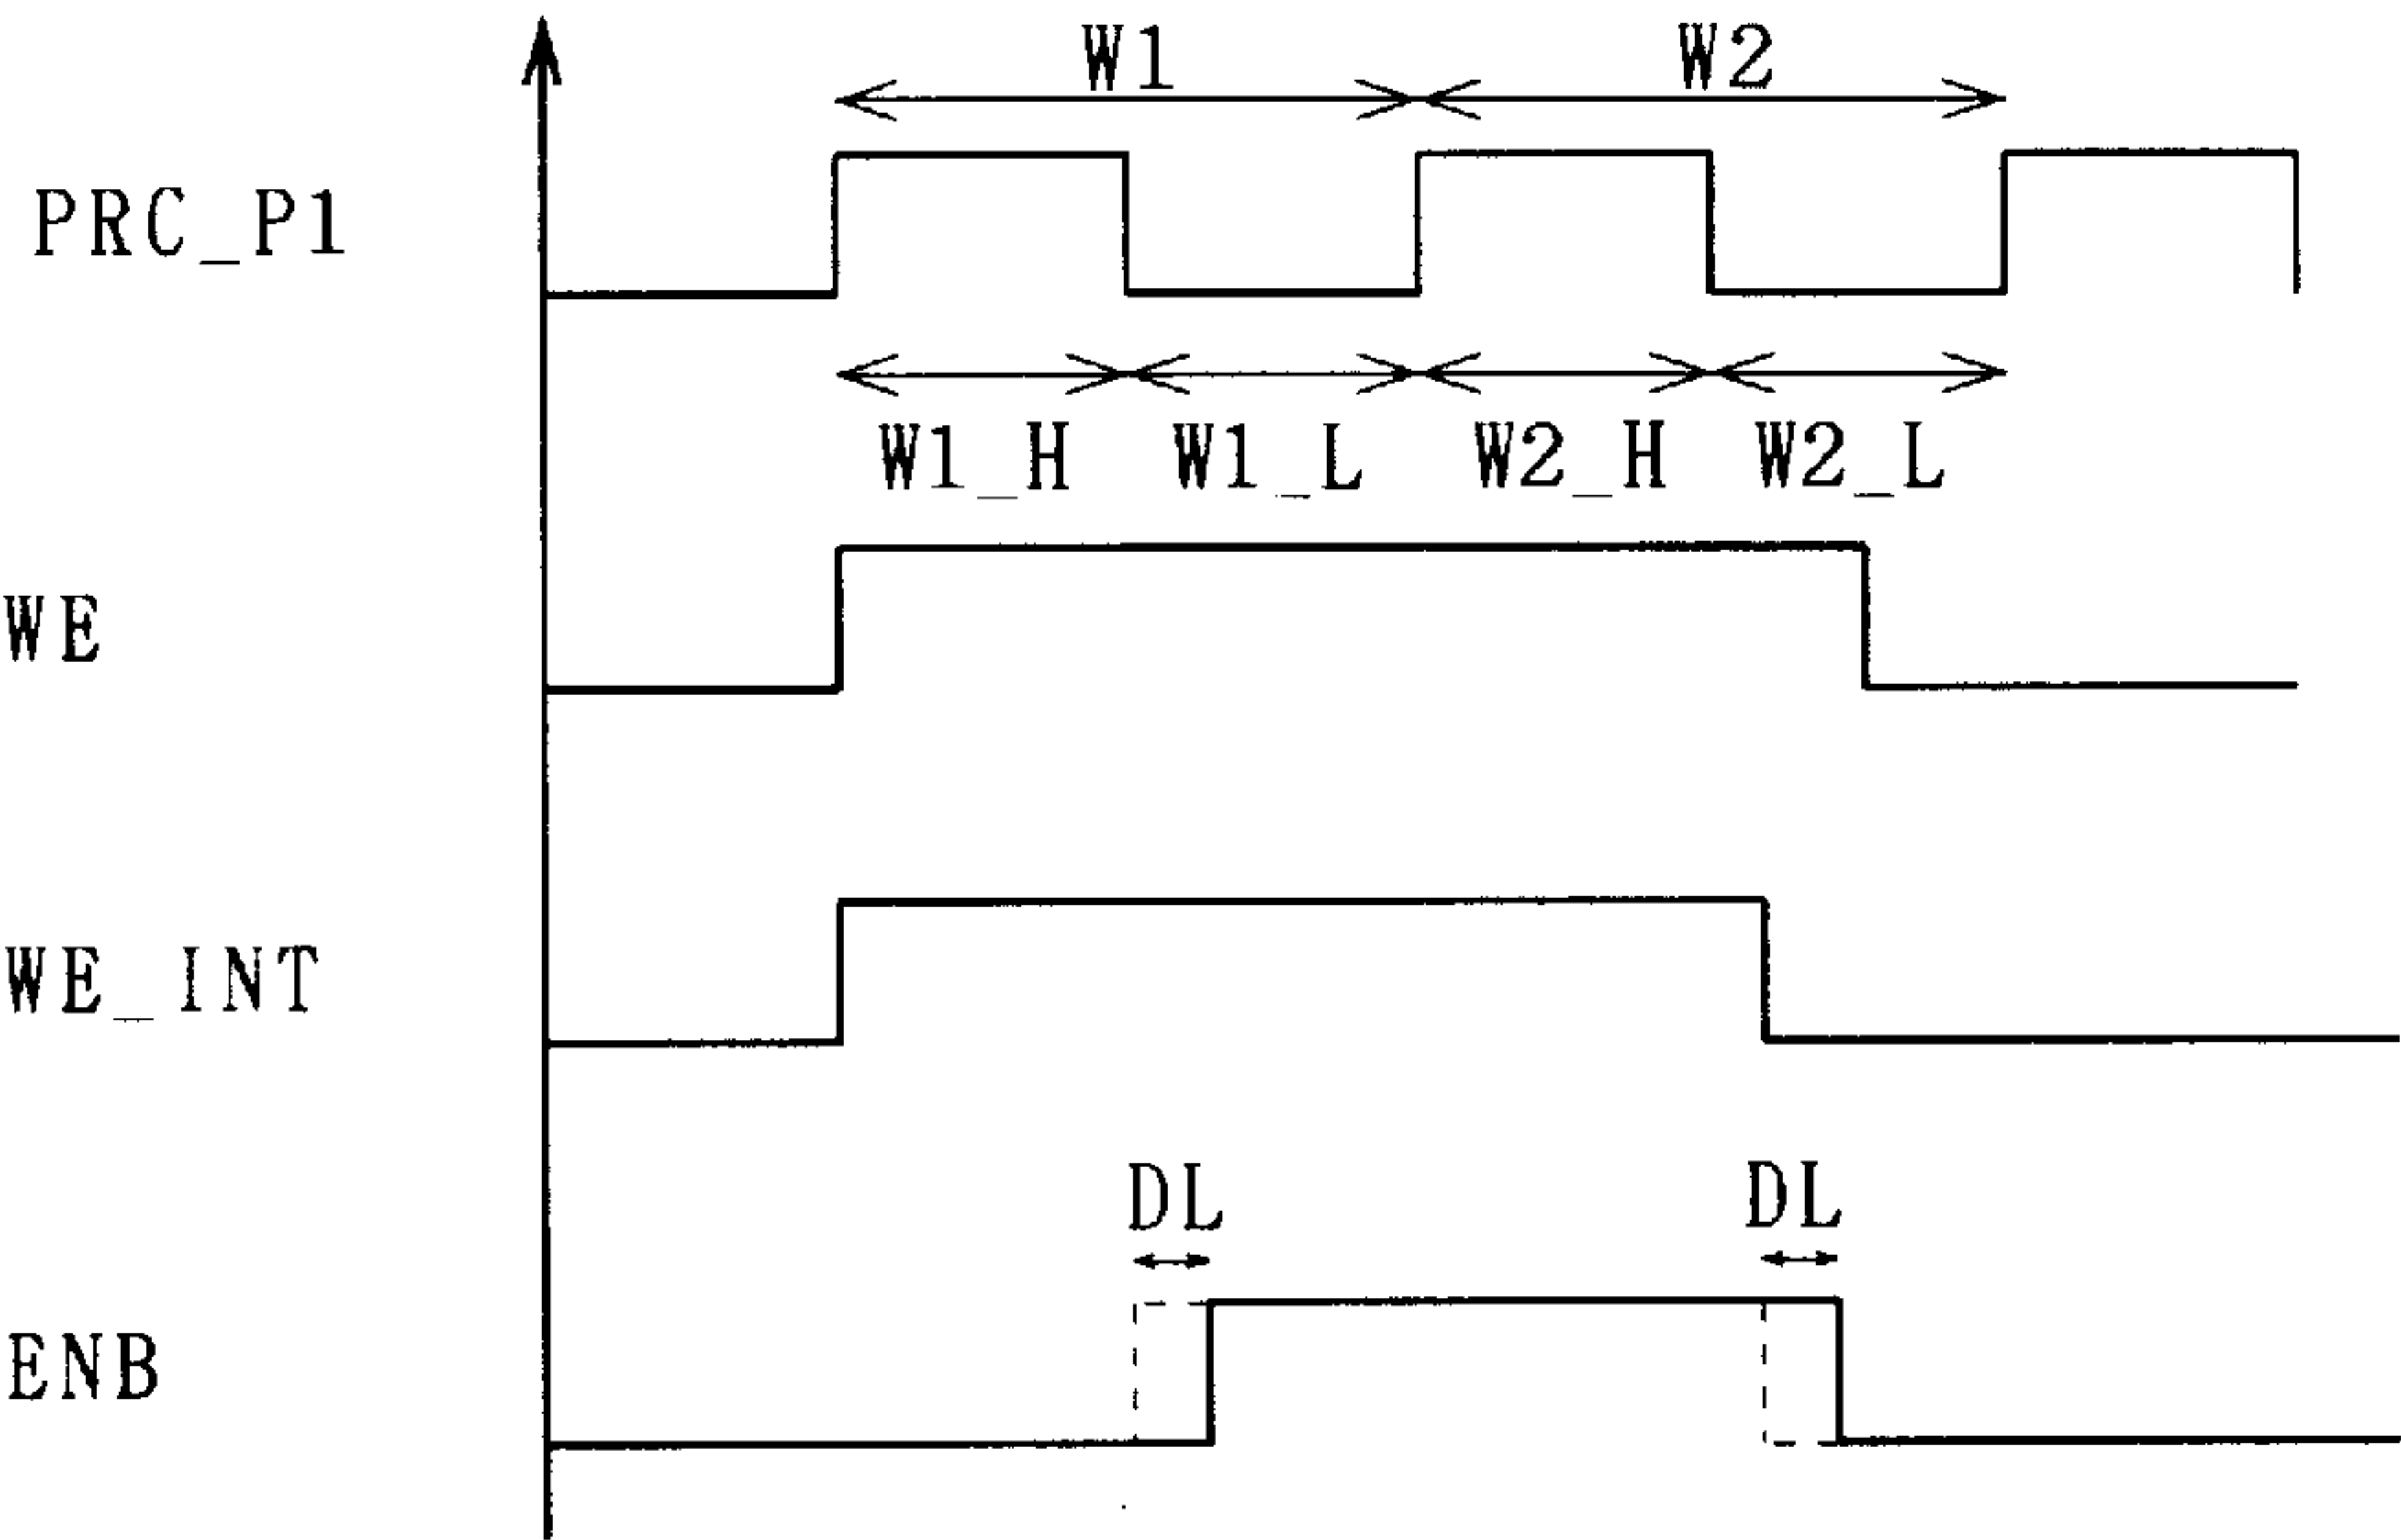 W1 W2
PRC_P1
W1_H W1_L W2_H W2_L
WE
WE_INT
DL DL
ENB